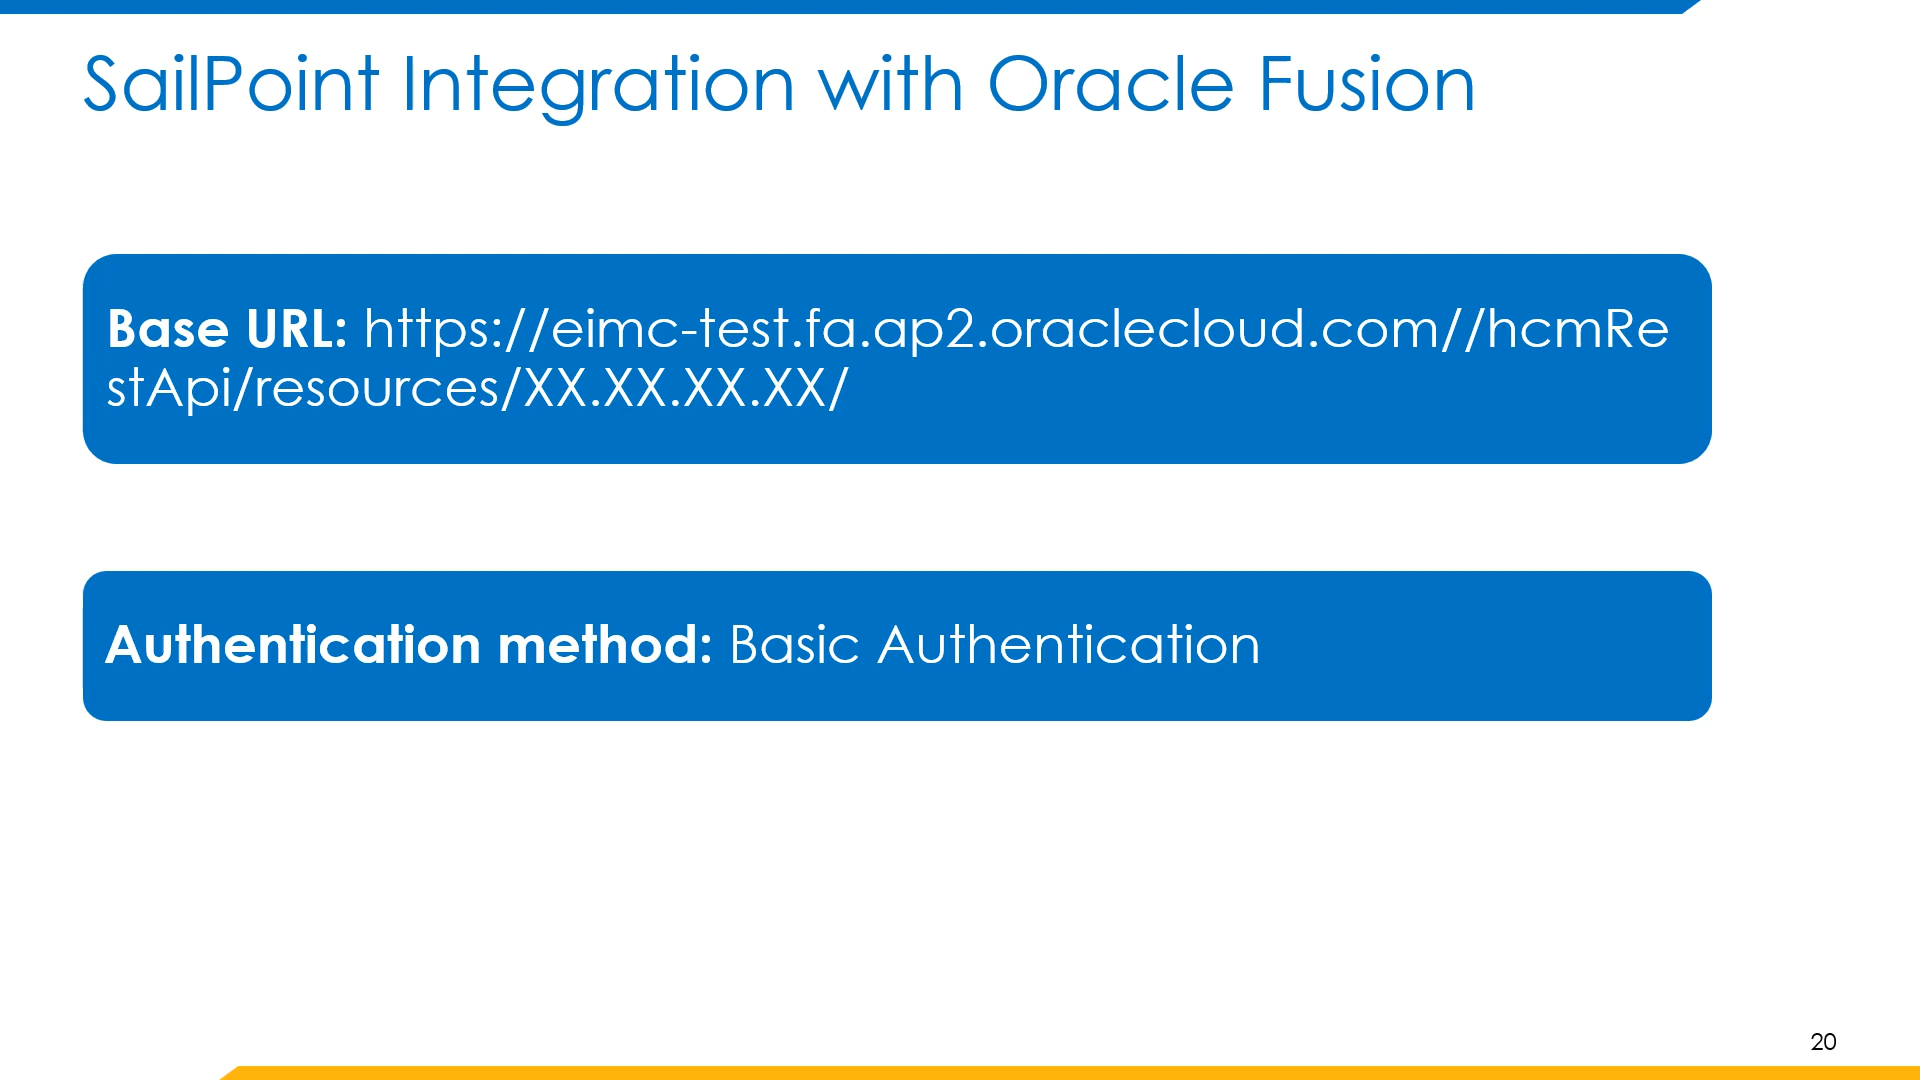 SailPoint Integration with Oracle Fusion
Base URL: https://eimc-test.fa.ap2.oraclecloud.com//hcmRe
stApi/resources/XX.XX.XX.XX/
Authentication method: Basic Authentication
20